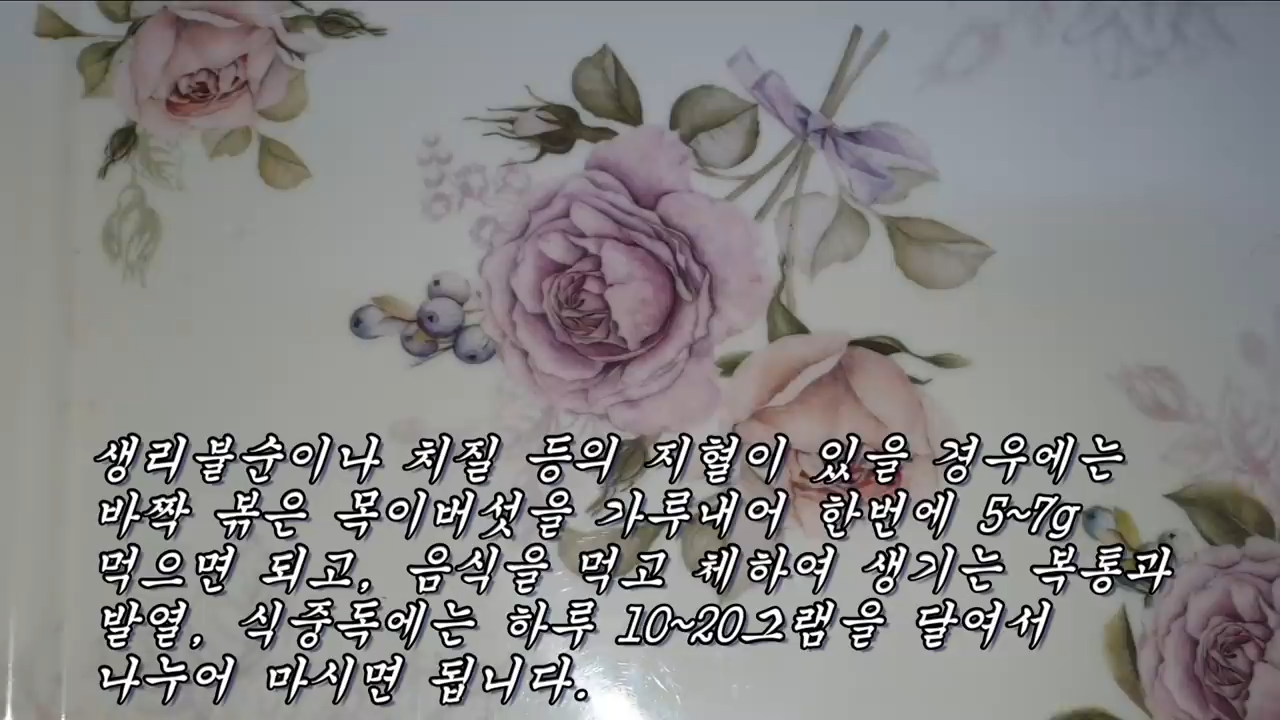 생리불순이나 치질 등의 지혈이 있을 경우에는
바짝 볶은 목이버섯을 가루내어 한번에 5~7g
먹으면 되고, 음식을 먹고 체하여 생기는 복통과
발열, 식중독에는 하루 10~20그램을 달여서
나누어 마시면 됩니다.